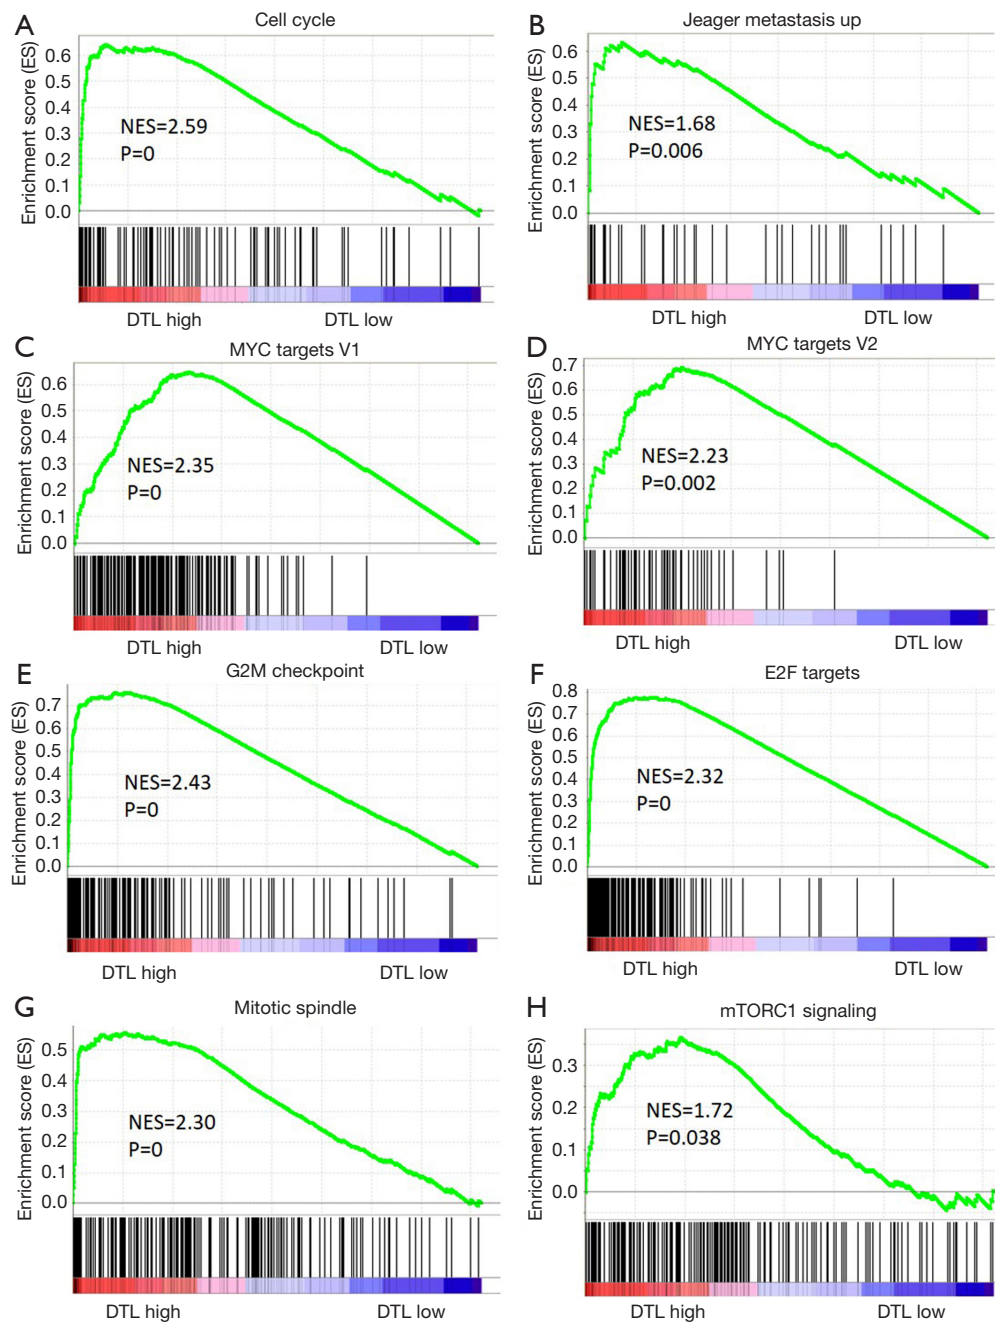 A
Cell cycle
Enrichment score (ES)
0.6
0.5
0.4
0.3
0.2
0.1
0.0
NES=2.59
P=0
DTL high
DTL low
B
Jeager metastasis up
Enrichment score (ES)
0.6
0.5
0.4
0.3
0.2
0.1
0.0
NES=1.68
P=0.006
DTL high
DTL low
C
MYC targets V1
Enrichment score (ES)
0.6
0.5
0.4
0.3
0.2
0.1
0.0
NES=2.35
P=0
DTL high
DTL low
D
MYC targets V2
Enrichment score (ES)
0.7
0.6
0.5
0.4
0.3
0.2
0.1
0.0
NES=2.23
P=0.002
DTL high
DTL low
E
G2M checkpoint
Enrichment score (ES)
0.7
0.6
0.5
0.4
0.3
0.2
0.1
0.0
NES=2.43
P=0
DTL high
DTL low
F
E2F targets
Enrichment score (ES)
0.8
0.7
0.6
0.5
0.4
0.3
0.2
0.1
0.0
NES=2.32
P=0
DTL high
DTL low
G
Mitotic spindle
Enrichment score (ES)
0.5
0.4
0.3
0.2
0.1
0.0
NES=2.30
P=0
DTL high
DTL low
H
mTORC1 signaling
Enrichment score (ES)
0.3
0.2
0.1
0.0
NES=1.72
P=0.038
DTL high
DTL low